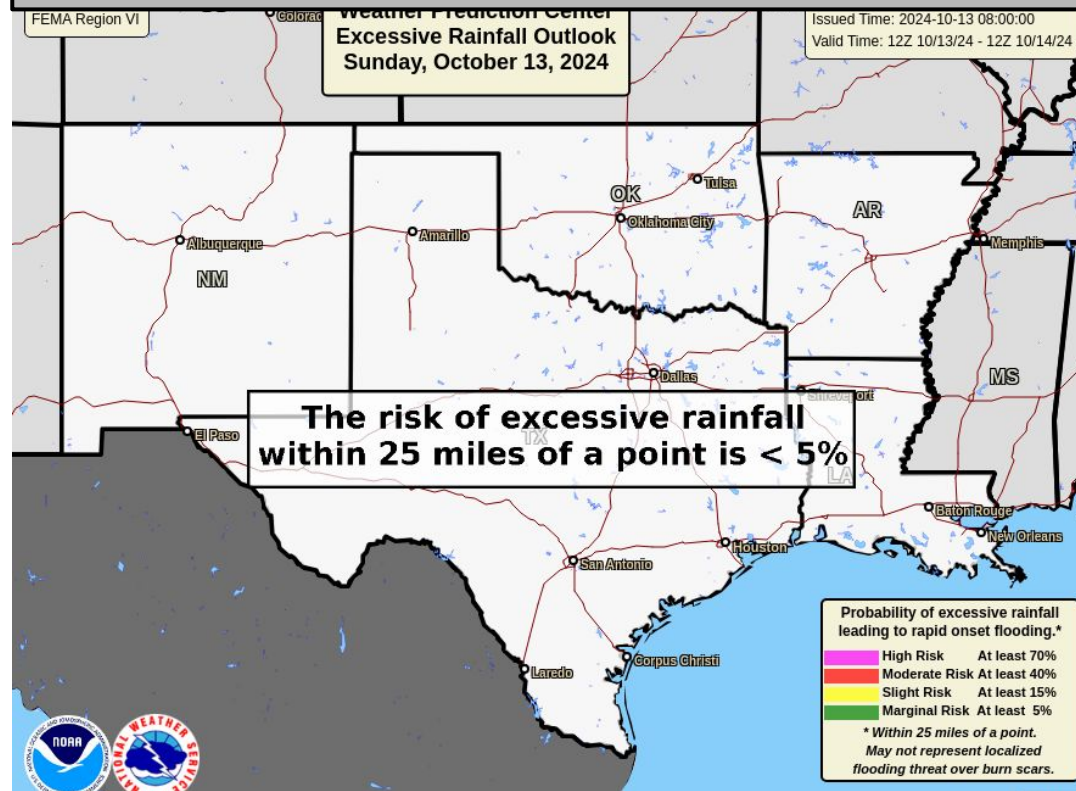 FEMA Region VI
Weather Prediction Center
Excessive Rainfall Outlook
Sunday, October 13, 2024
Issued Time: 2024-10-13 08:00:00
Valid Time: 12Z 10/13/24 - 12Z 10/14/24
Colorad
Tulsa
OK
Oklahoma City
AR
Amarillo
Albuquerque
Memphis
NM
Dallas
MS
Shreveport
The risk of excessive rainfall
within 25 miles of a point is < 5%
El Paso
TX
LA
Baton Rouge
New Orleans
Houston
San Antonio
Corpus Christi
Laredo
Probability of excessive rainfall
leading to rapid onset flooding.*
High Risk At least 70%
Moderate Risk At least 40%
Slight Risk At least 15%
Marginal Risk At least 5%
* Within 25 miles of a point.
May not represent localized
flooding threat over burn scars.
NOAA
NATIONAL WEATHER SERVICE